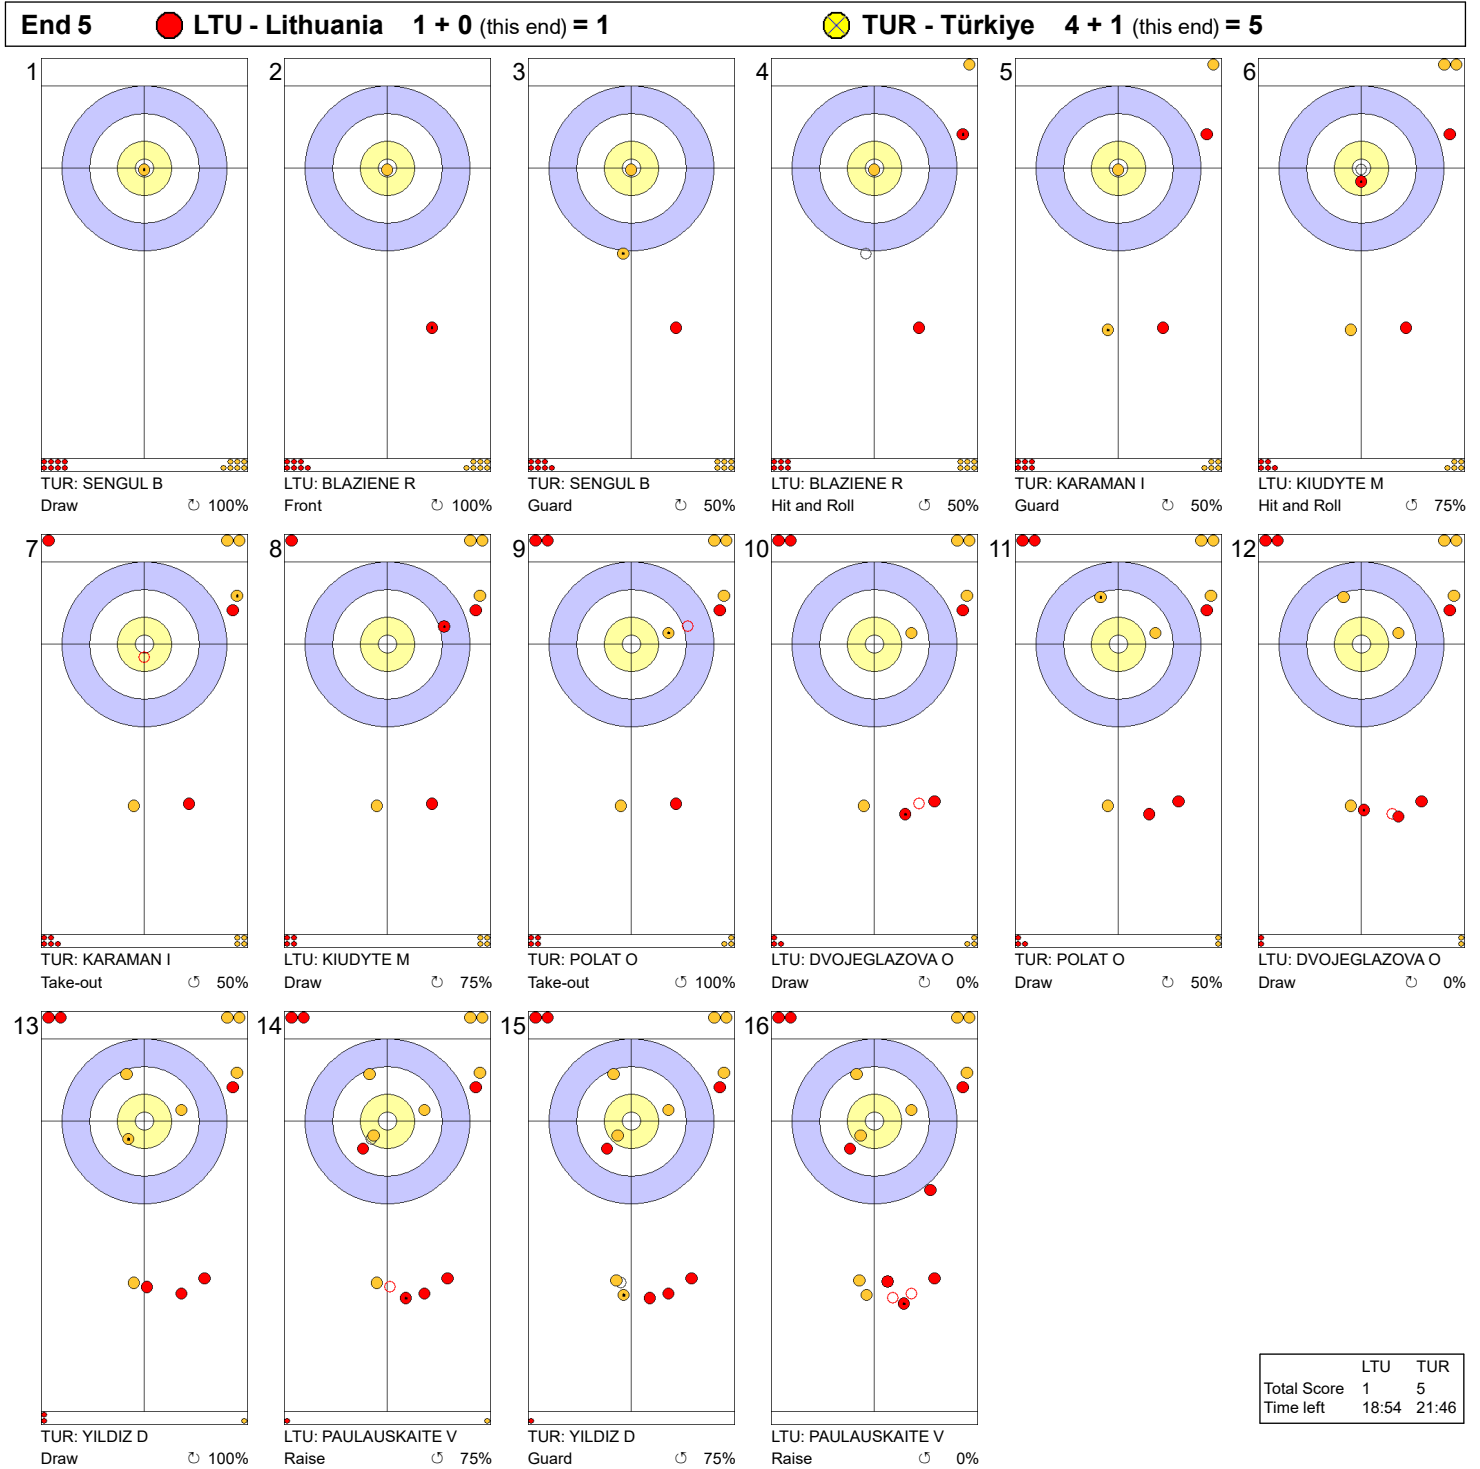 End 5 LTU - Lithuania 1 + 0 (this end) = 1 TUR - Türkiye 4 + 1 (this end) = 5
1 2 3 4 5 6
TUR: SENGUL B LTU: BLAZIENE R TUR: SENGUL B LTU: BLAZIENE R TUR: KARAMAN I LTU: KIUDYTE M
Draw ↻ 100% Front ↻ 100% Guard ↺ 50% Hit and Roll ↺ 50% Guard ↺ 50% Hit and Roll ↺ 75%
7 8 9 10 11 12
TUR: KARAMAN I LTU: KIUDYTE M TUR: POLAT O LTU: DVOJEGLAZOVA O TUR: POLAT O LTU: DVOJEGLAZOVA O
Take-out ↺ 50% Draw ↻ 75% Take-out ↺ 100% Draw ↻ 0% Draw ↻ 50% Draw ↻ 0%
13 14 15 16
TUR: YILDIZ D LTU: PAULAUSKAITE V TUR: YILDIZ D LTU: PAULAUSKAITE V
Draw ↻ 100% Raise ↺ 75% Guard ↺ 75% Raise ↺ 0%
LTU TUR
Total Score 1 5
Time left 18:54 21:46